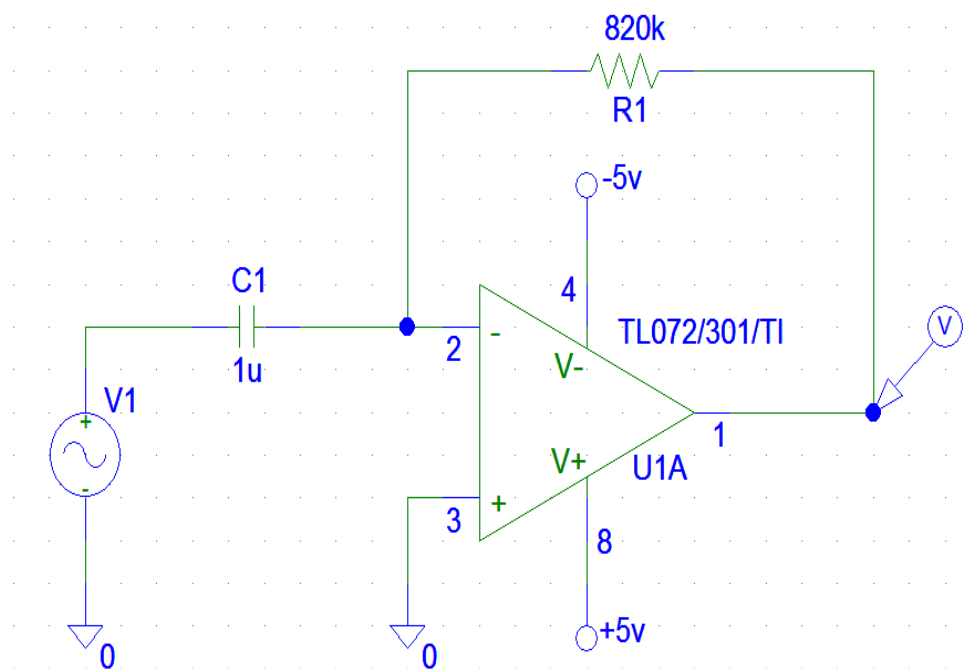 820k
R1
-5v
C1
4
TL072/301/TI
V
2
-
V-
1u
V1
+
1
V+
U1A
-
3
+
8
+5v
0
0